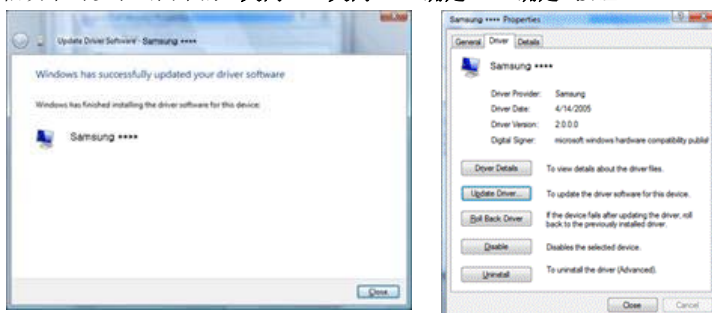 Update Driver Software - Samsung ••••
Windows has successfully updated your driver software
Windows has finished installing the driver software for this device:
Samsung ••••
Close
Samsung •••• Properties
General Driver Details
Samsung ••••
Driver Provider: Samsung
Driver Date: 4/14/2005
Driver Version: 2.0.0.0
Digital Signer: microsoft windows hardware compatibility publis
Driver Details To view details about the driver files.
Update Driver... To update the driver software for this device.
Roll Back Driver If the device fails after updating the driver, roll
back to the previously installed driver.
Disable Disables the selected device.
Uninstall To uninstall the driver (Advanced).
Close Cancel